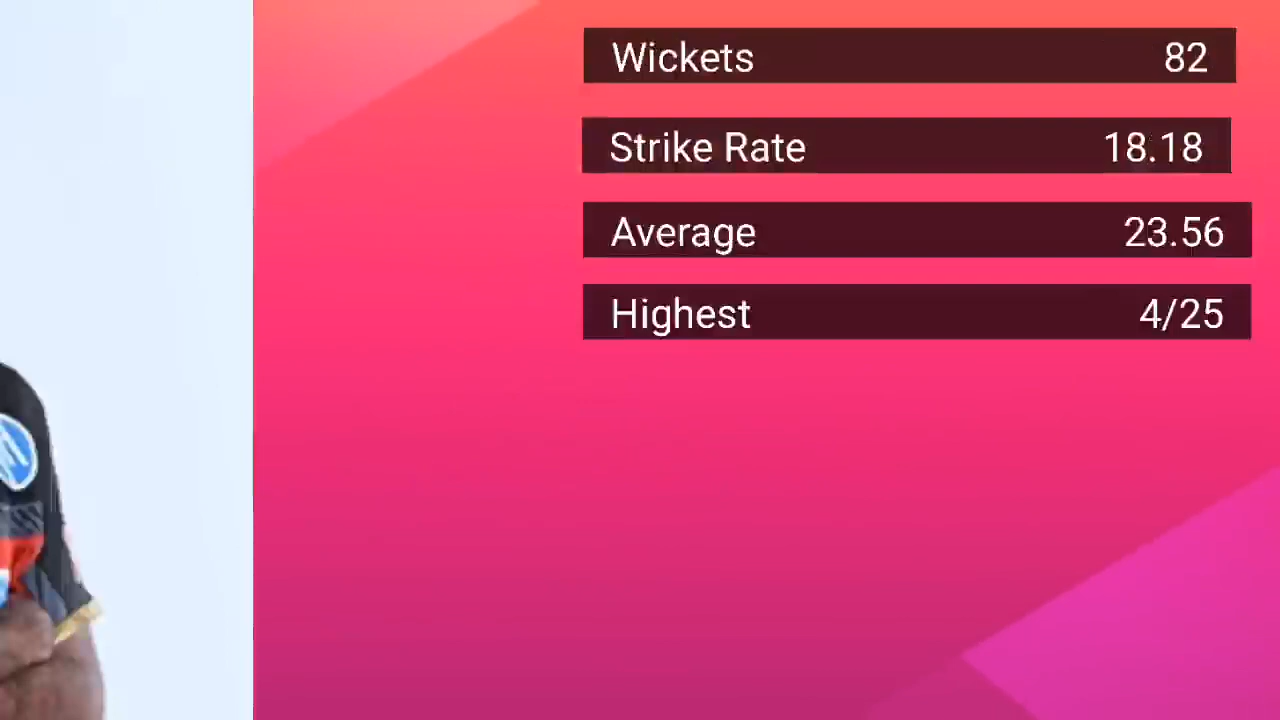 Wickets 82
Strike Rate 18.18
Average 23.56
Highest 4/25